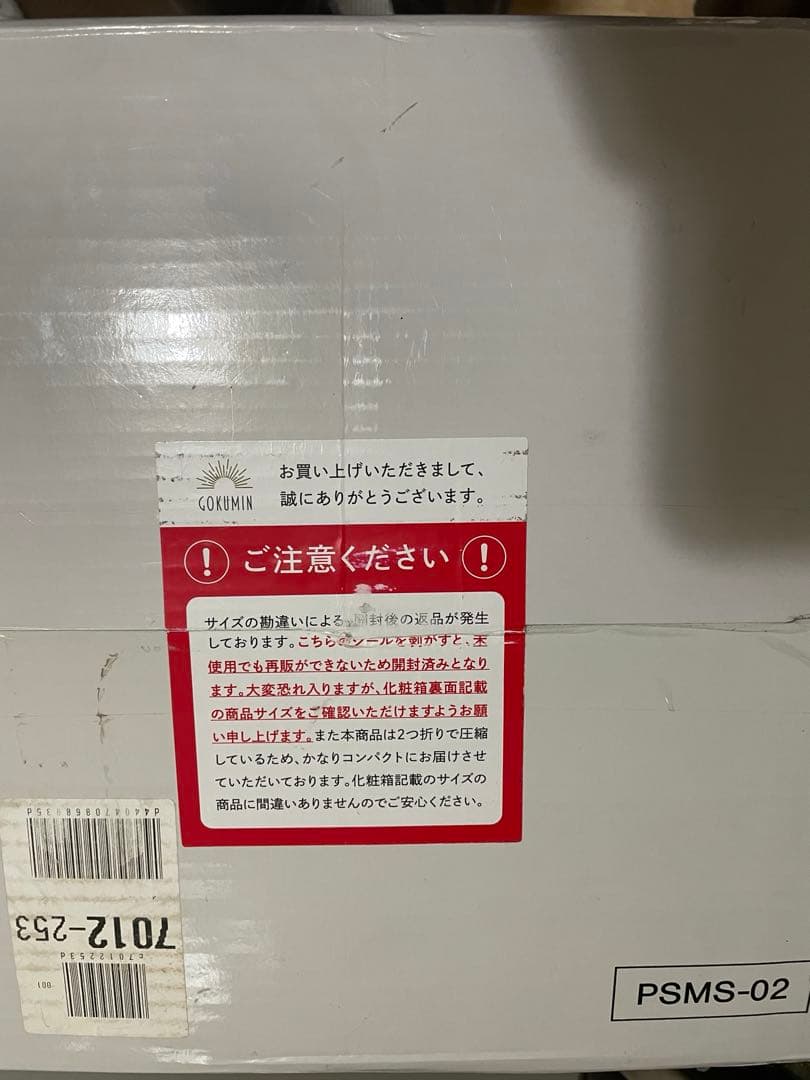 GOKUMIN
お買い上げいただきまして、
誠にありがとうございます。
ご注意ください
サイズの勘違いによる、開封後の返品が発生
しております。こちらのシールを剥がすと、未
使用でも再販ができないため開封済みとなり
ます。大変恐れ入りますが、化粧箱裏面記載
の商品サイズをご確認いただけますようお願
い申し上げます。また本商品は2つ折りで圧縮
しているため、かなりコンパクトにお届けさせ
ていただいております。化粧箱記載のサイズの
商品に間違いありませんのでご安心ください。
7012-253
c7012253d
001
PSMS-02